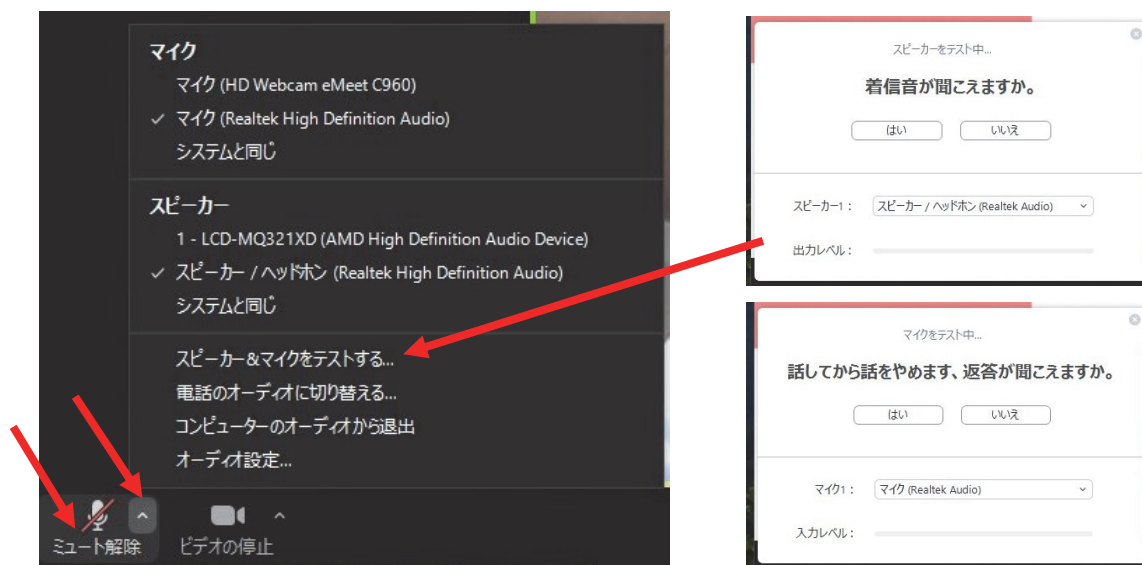 マイク
マイク (HD Webcam eMeet C960)
✓ マイク (Realtek High Definition Audio)
システムと同じ
スピーカー
1 - LCD-MQ321XD (AMD High Definition Audio Device)
✓ スピーカー / ヘッドホン (Realtek High Definition Audio)
システムと同じ
スピーカー&マイクをテストする...
電話のオーディオに切り替える...
コンピューターのオーディオから退出
オーディオ設定...
ミュート解除
ビデオの停止
スピーカーをテスト中...
着信音が聞こえますか。
はい
いいえ
スピーカー1：
スピーカー / ヘッドホン (Realtek Audio)
出力レベル：
マイクをテスト中...
話してから話をやめます、返答が聞こえますか。
はい
いいえ
マイク1：
マイク (Realtek Audio)
入力レベル：